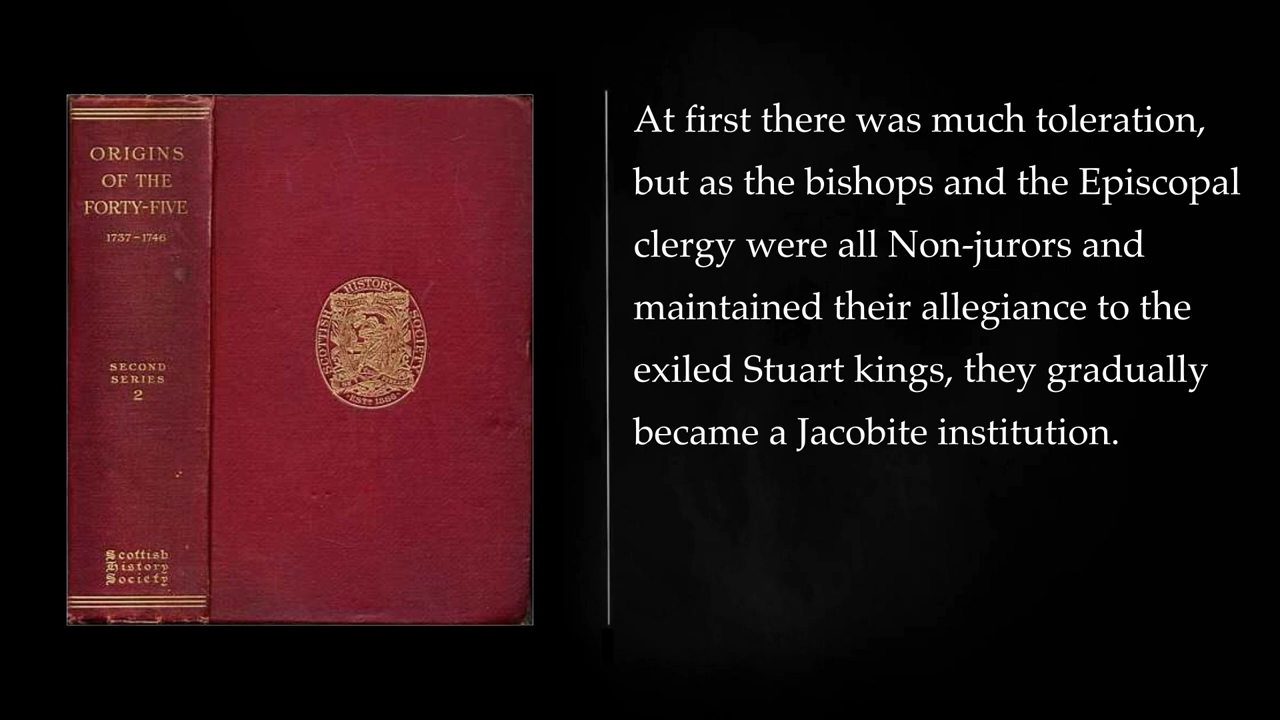 ORIGINS
OF THE
FORTY-FIVE
1737-1746
SECOND
SERIES
2
Scottish
History
Society
SCOTTISH HISTORY SOCIETY
ESTD 1886
At first there was much toleration,
but as the bishops and the Episcopal
clergy were all Non-jurors and
maintained their allegiance to the
exiled Stuart kings, they gradually
became a Jacobite institution.